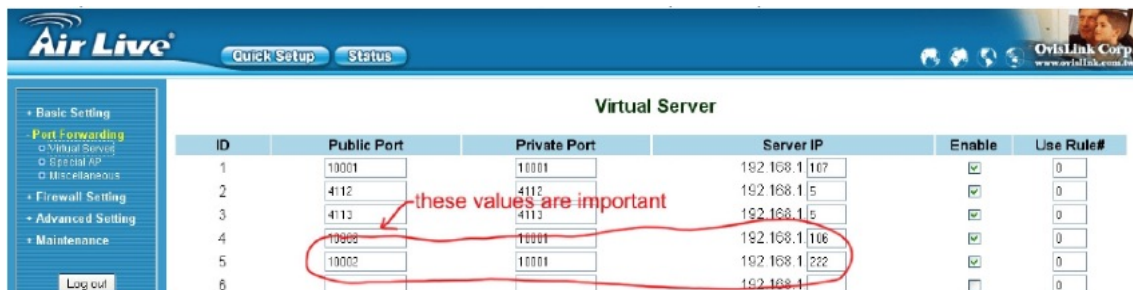 Air Live
Quick Setup Status
OvisLink Corp
www.ovislink.com.tw
+ Basic Setting
- Port Forwarding
Virtual Server
Special AP
Miscellaneous
+ Firewall Setting
+ Advanced Setting
+ Maintenance
Log out
Virtual Server
ID Public Port Private Port Server IP Enable Use Rule#
1 10001 10001 192.168.1. 107 0
2 4112 4112 192.168.1. 5 0
these values are important
3 4113 4113 192.168.1. 5 0
4 10001 192.168.1. 106 0
5 10002 10001 192.168.1. 222 0
6 192.168.1. 0